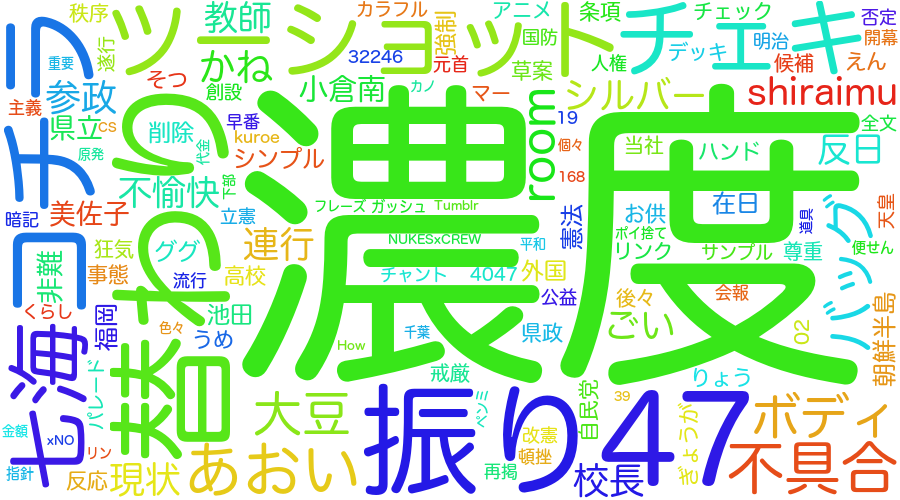 濃度
コチラ
ツーショットチェキ
振り
47
替
わり
わ
七海
不具合
あおい
バッグ
ボディ
大豆
room
shiraimu
シルバー
教師
かね
小倉南
参政
県立
不愉快
美佐子
連行
現状
校長
反日
在日
ごい
カラフル
強制
秩序
遂行
重要
主義
CS
原発
そつ
創設
削除
早番
kuroe
シンプル
代金
下部
立憲
暗記
狂気
非難
事態
くらし
ググ
流行
高校
福岡
色々
池田
うめ
パレード
金額
xNO
リン
指針
反応
32246
元首
カノ
マー
草案
国防
アニメ
条項
人権
デッキ
チェック
明治
候補
否定
開幕
えん
19
個々
168
全文
当社
ハンド
お供
憲法
ポイ捨て
リンク
サンプル
尊重
道具
天皇
便せん
フレーズ
ガッシュ
Tumblr
NUKESxCREW
平和
チャント
4047
外国
公益
後々
会報
02
朝鮮半島
How
千葉
県政
戒厳
りょう
自民党
39
ペンミ
改憲
頓挫
再掲
ぎょうが